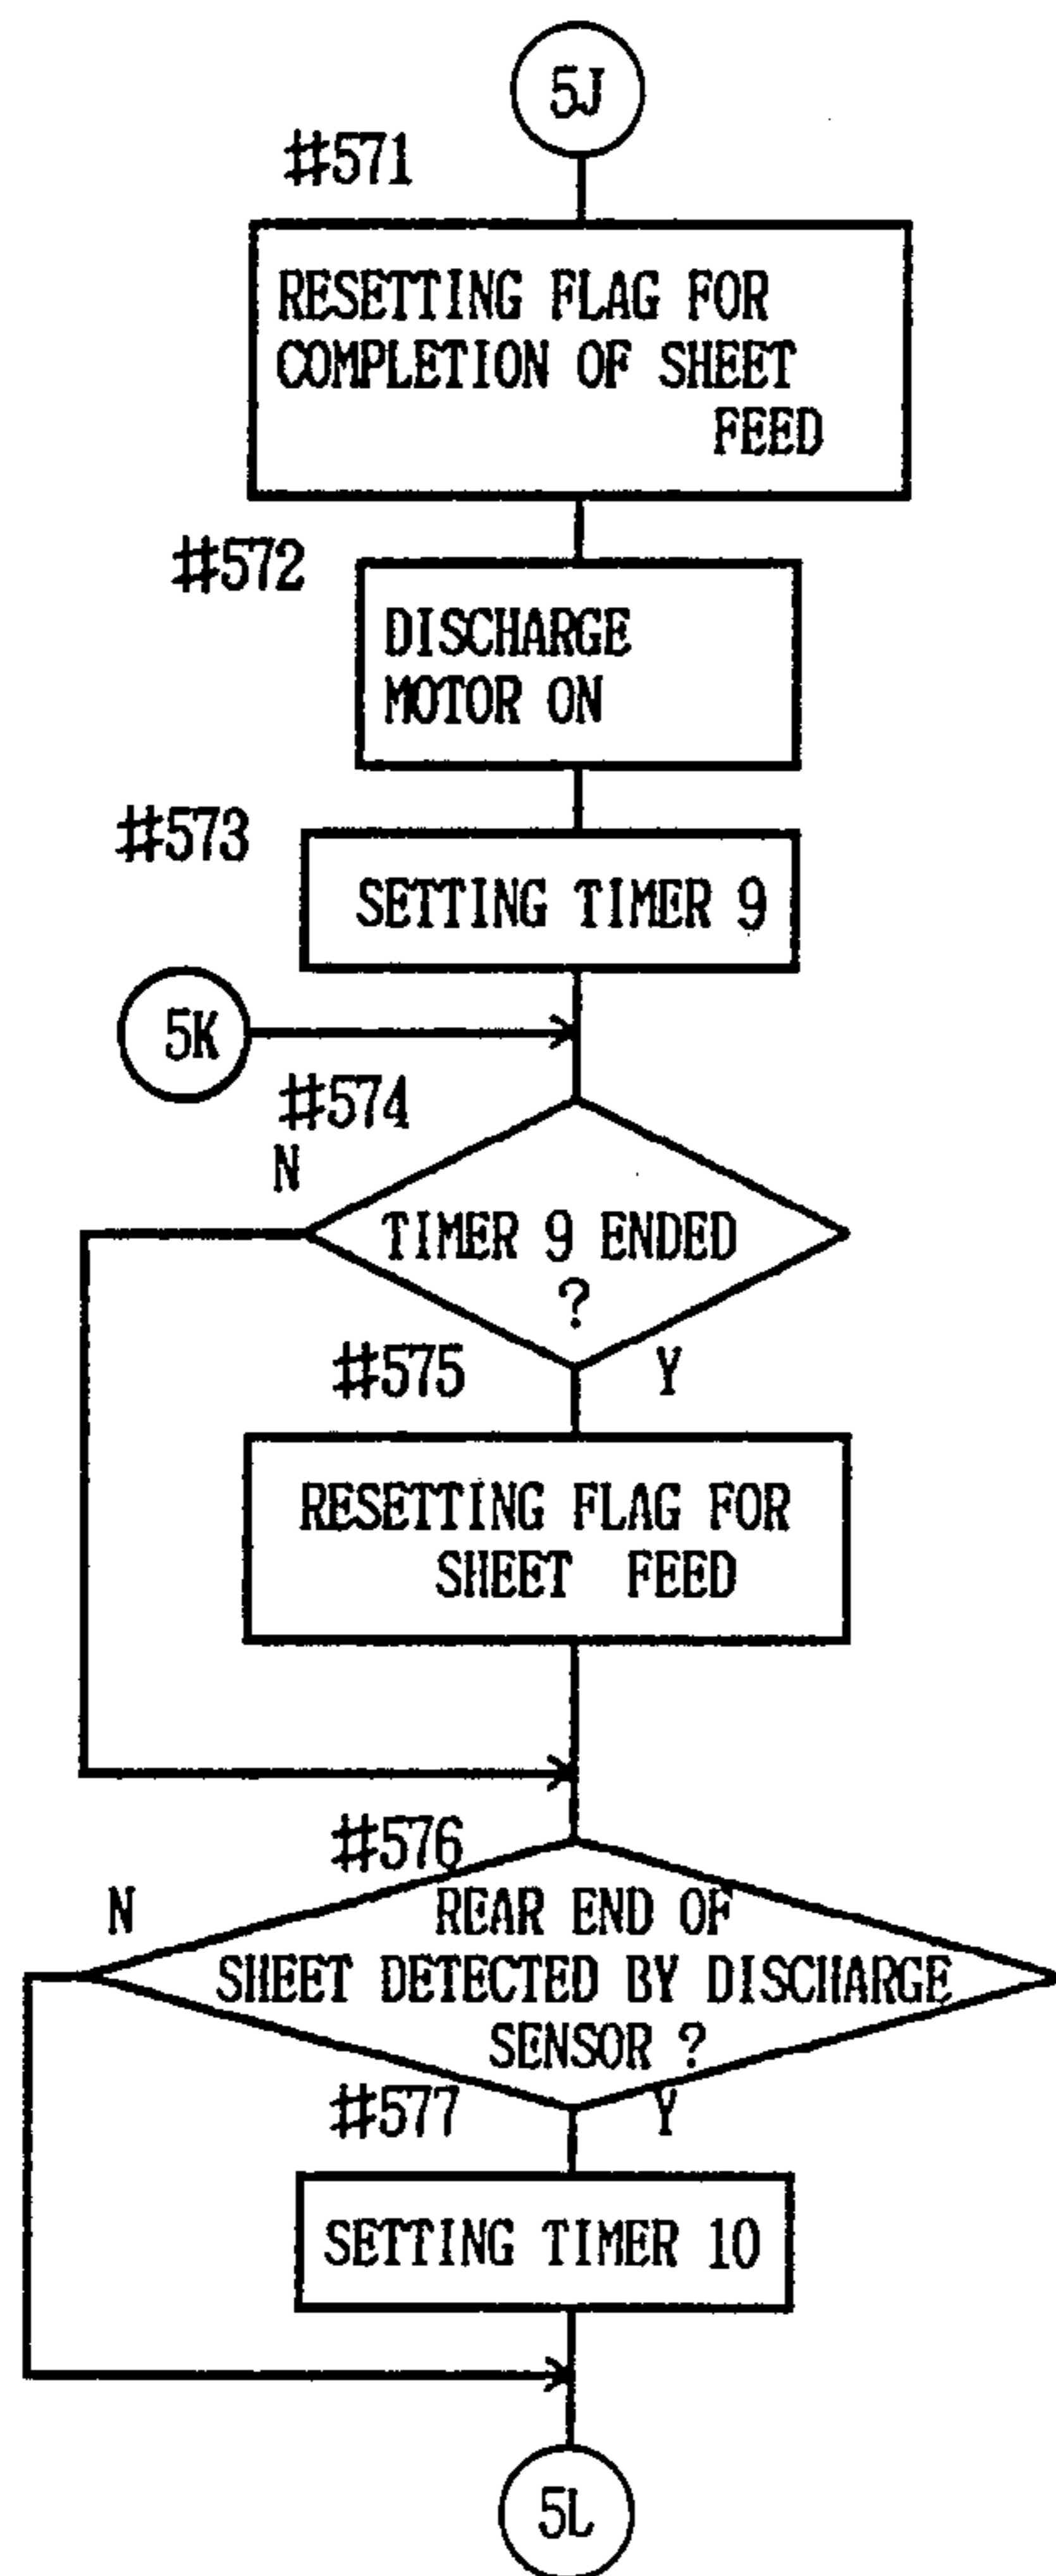 5J
#571
RESETTING FLAG FOR
COMPLETION OF SHEET
FEED
#572
DISCHARGE
MOTOR ON
#573
SETTING TIMER 9
5K
#574
N
TIMER 9 ENDED
?
#575
Y
RESETTING FLAG FOR
SHEET FEED
#576
N
REAR END OF
SHEET DETECTED BY DISCHARGE
SENSOR ?
#577
Y
SETTING TIMER 10
5L